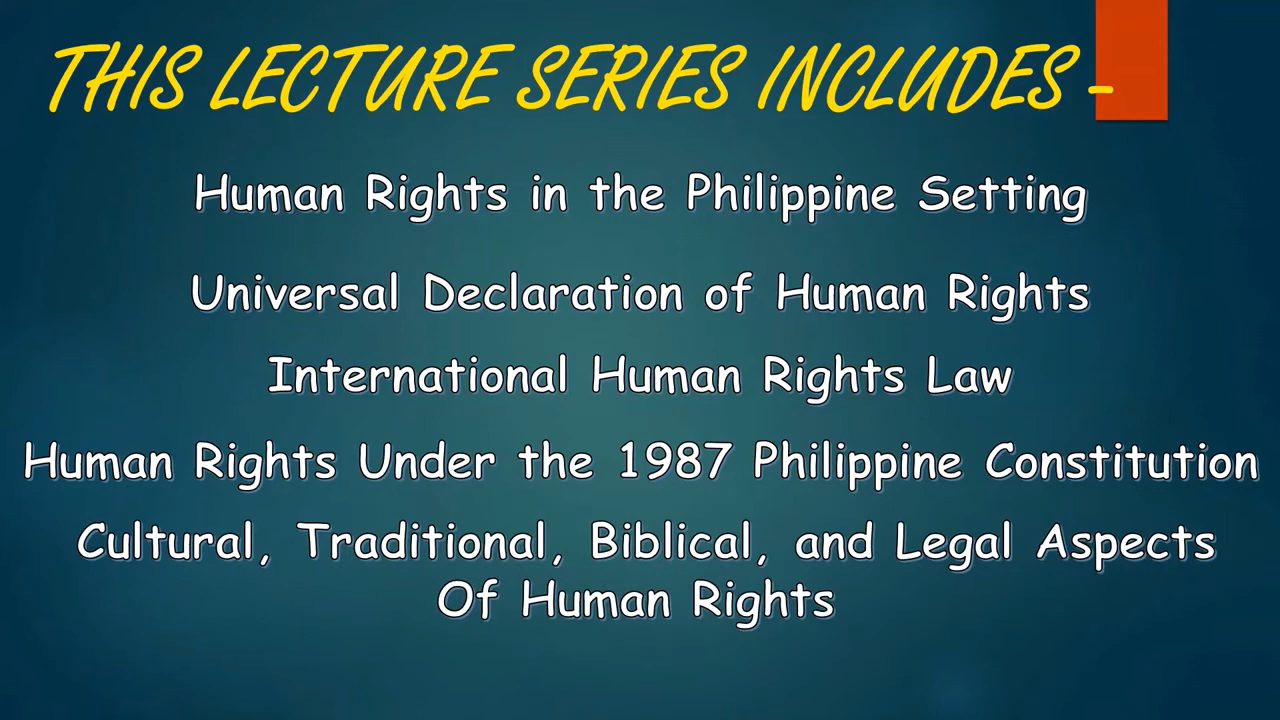 THIS LECTURE SERIES INCLUDES -
Human Rights in the Philippine Setting
Universal Declaration of Human Rights
International Human Rights Law
Human Rights Under the 1987 Philippine Constitution
Cultural, Traditional, Biblical, and Legal Aspects
Of Human Rights